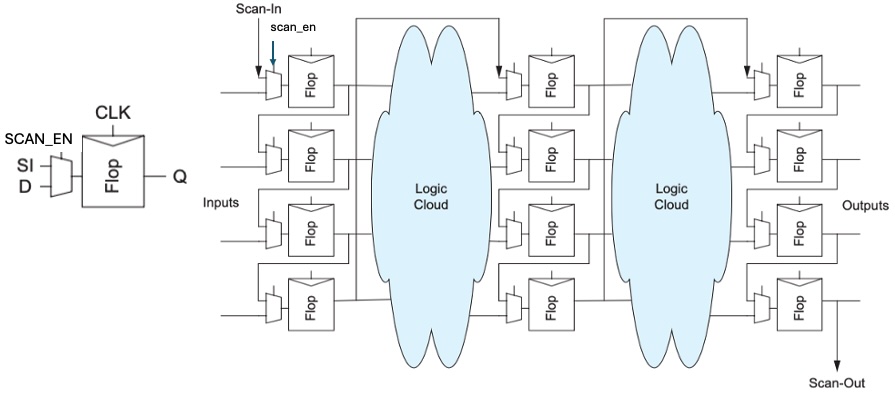 Scan-In
scan_en
CLK
SCAN_EN
SI
D
Flop
Q
Inputs
Flop
Flop
Flop
Flop
Logic
Cloud
Flop
Flop
Flop
Flop
Logic
Cloud
Flop
Flop
Flop
Flop
Outputs
Scan-Out